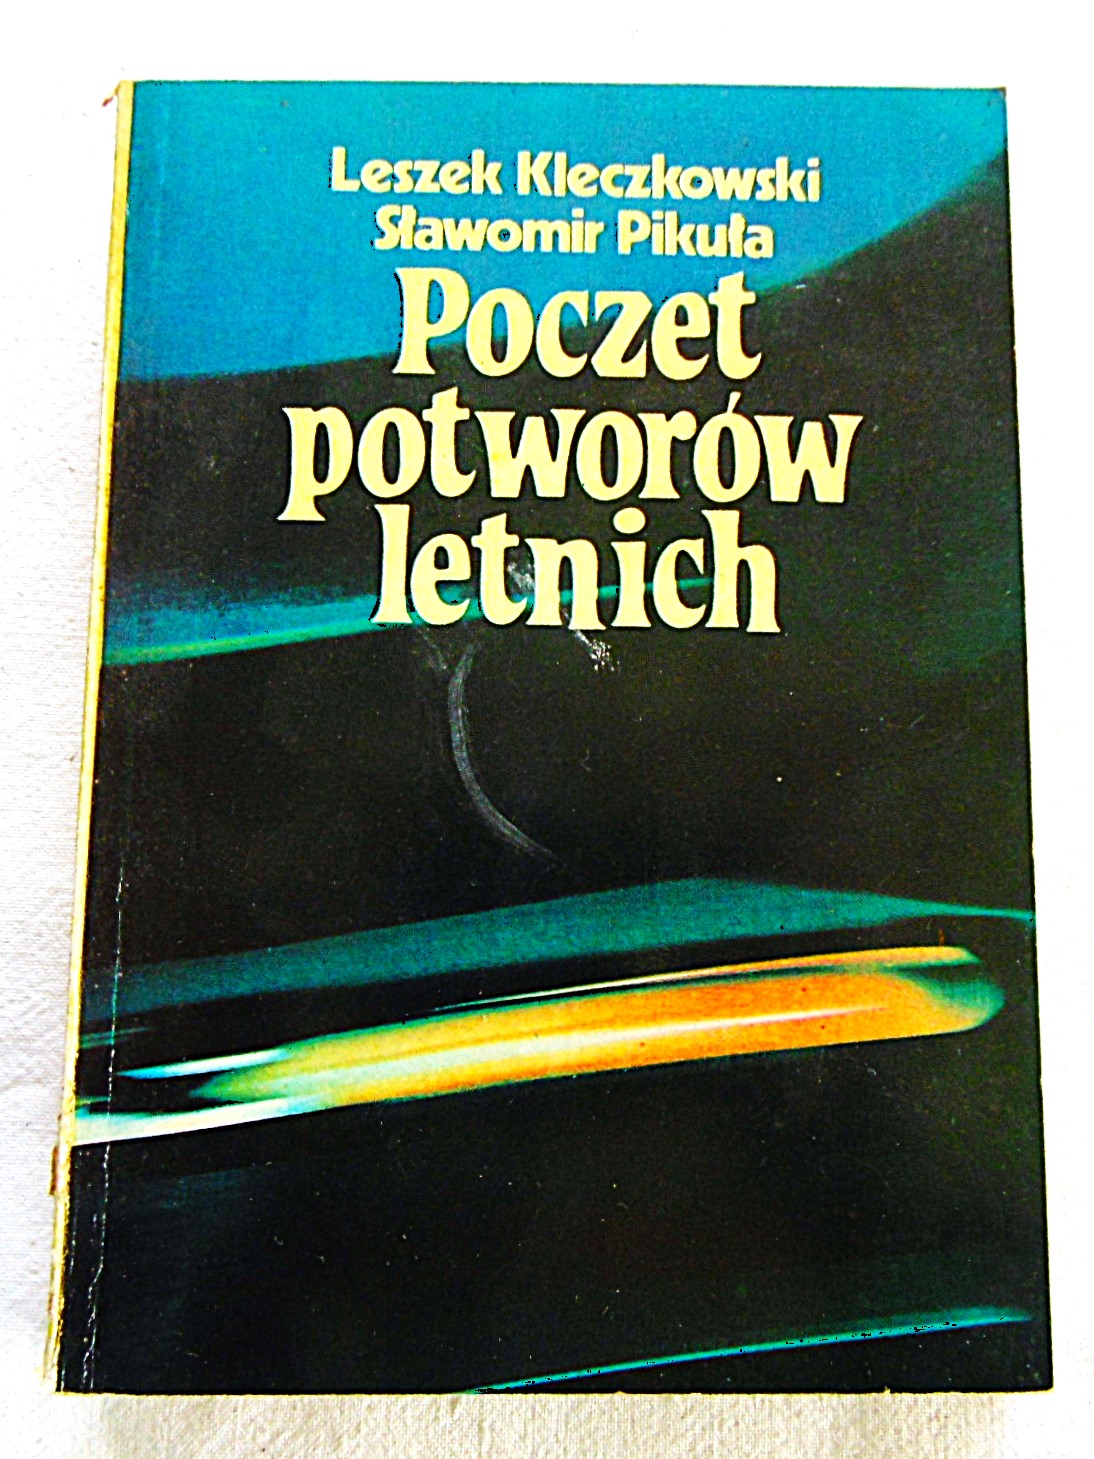 Leszek Kleczkowski
Sławomir Pikuła
Poczet
potworów
letnich